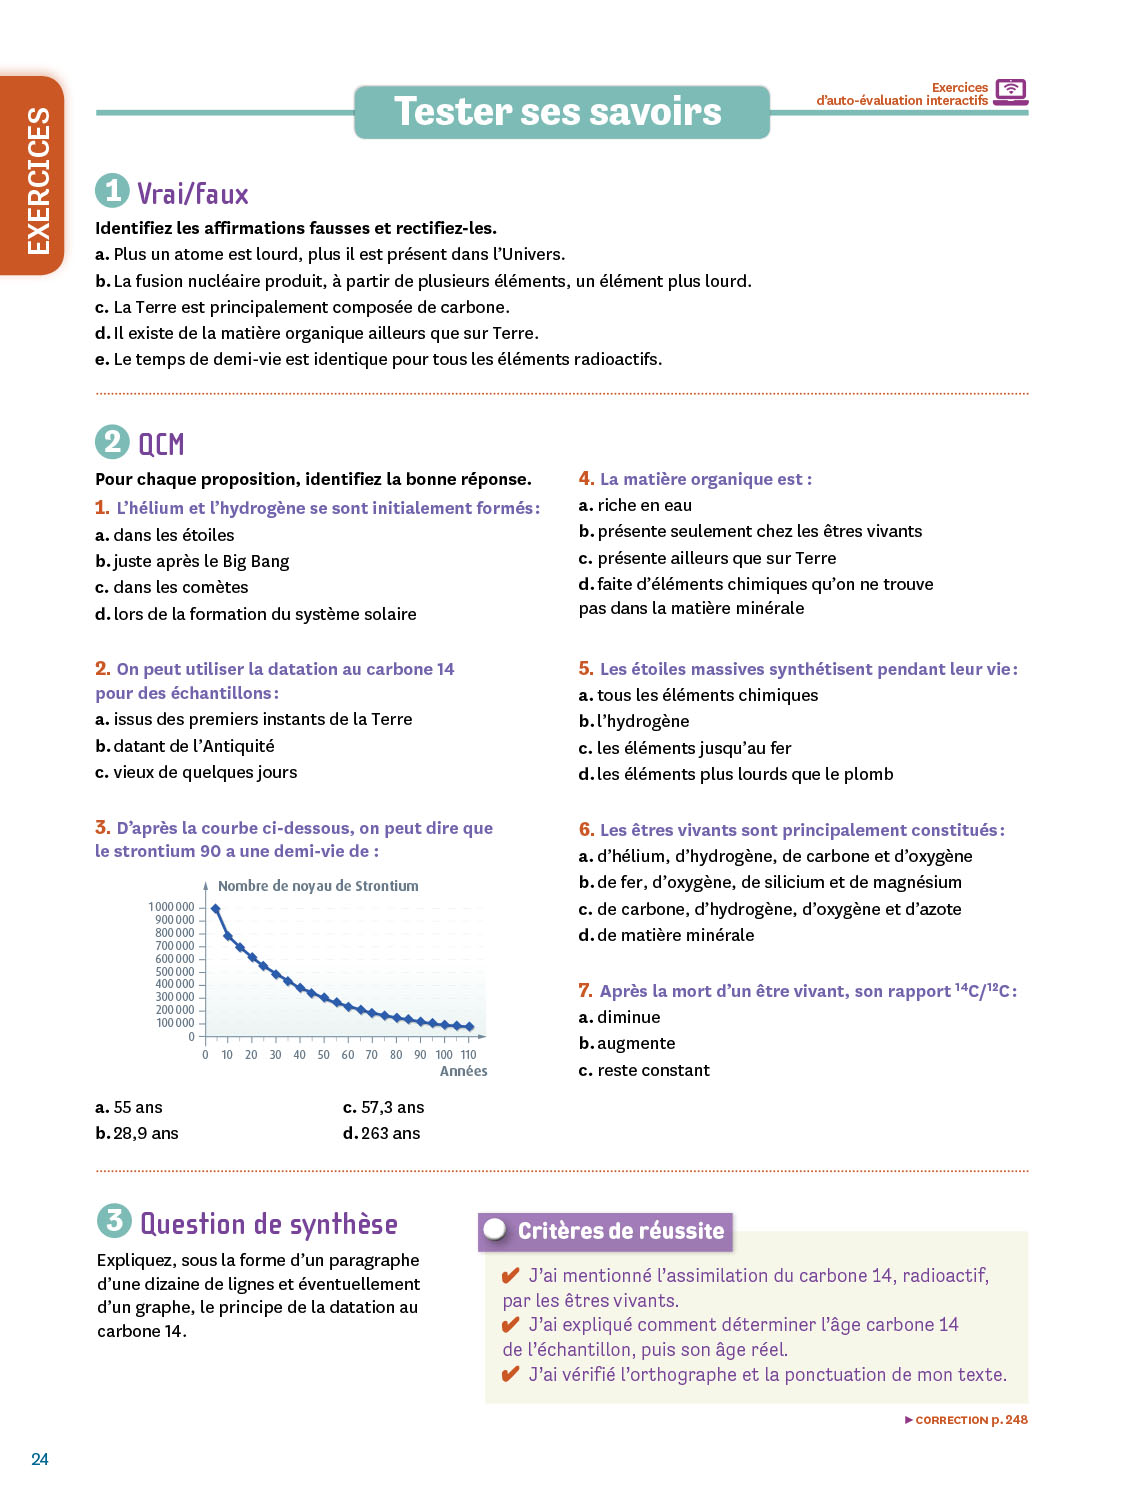 EXERCICES
Tester ses savoirs
Exercices
d'auto-évaluation interactifs
1 Vrai/faux
Identifiez les affirmations fausses et rectifiez-les.
a. Plus un atome est lourd, plus il est présent dans l'Univers.
b. La fusion nucléaire produit, à partir de plusieurs éléments, un élément plus lourd.
c. La Terre est principalement composée de carbone.
d. Il existe de la matière organique ailleurs que sur Terre.
e. Le temps de demi-vie est identique pour tous les éléments radioactifs.
2 QCM
Pour chaque proposition, identifiez la bonne réponse.
1. L'hélium et l'hydrogène se sont initialement formés :
a. dans les étoiles
b. juste après le Big Bang
c. dans les comètes
d. lors de la formation du système solaire
2. On peut utiliser la datation au carbone 14
pour des échantillons :
a. issus des premiers instants de la Terre
b. datant de l'Antiquité
c. vieux de quelques jours
3. D'après la courbe ci-dessous, on peut dire que
le strontium 90 a une demi-vie de :
Nombre de noyau de Strontium
1 000 000
900 000
800 000
700 000
600 000
500 000
400 000
300 000
200 000
100 000
0
0 10 20 30 40 50 60 70 80 90 100 110
Années
a. 55 ans
b. 28,9 ans
c. 57,3 ans
d. 263 ans
4. La matière organique est :
a. riche en eau
b. présente seulement chez les êtres vivants
c. présente ailleurs que sur Terre
d. faite d'éléments chimiques qu'on ne trouve
pas dans la matière minérale
5. Les étoiles massives synthétisent pendant leur vie :
a. tous les éléments chimiques
b. l'hydrogène
c. les éléments jusqu'au fer
d. les éléments plus lourds que le plomb
6. Les êtres vivants sont principalement constitués :
a. d'hélium, d'hydrogène, de carbone et d'oxygène
b. de fer, d'oxygène, de silicium et de magnésium
c. de carbone, d'hydrogène, d'oxygène et d'azote
d. de matière minérale
7. Après la mort d'un être vivant, son rapport ¹⁴C/¹²C :
a. diminue
b. augmente
c. reste constant
3 Question de synthèse
Expliquez, sous la forme d'un paragraphe
d'une dizaine de lignes et éventuellement
d'un graphe, le principe de la datation au
carbone 14.
Critères de réussite
✔ J'ai mentionné l'assimilation du carbone 14, radioactif,
par les êtres vivants.
✔ J'ai expliqué comment déterminer l'âge carbone 14
de l'échantillon, puis son âge réel.
✔ J'ai vérifié l'orthographe et la ponctuation de mon texte.
▶ CORRECTION p. 248
24